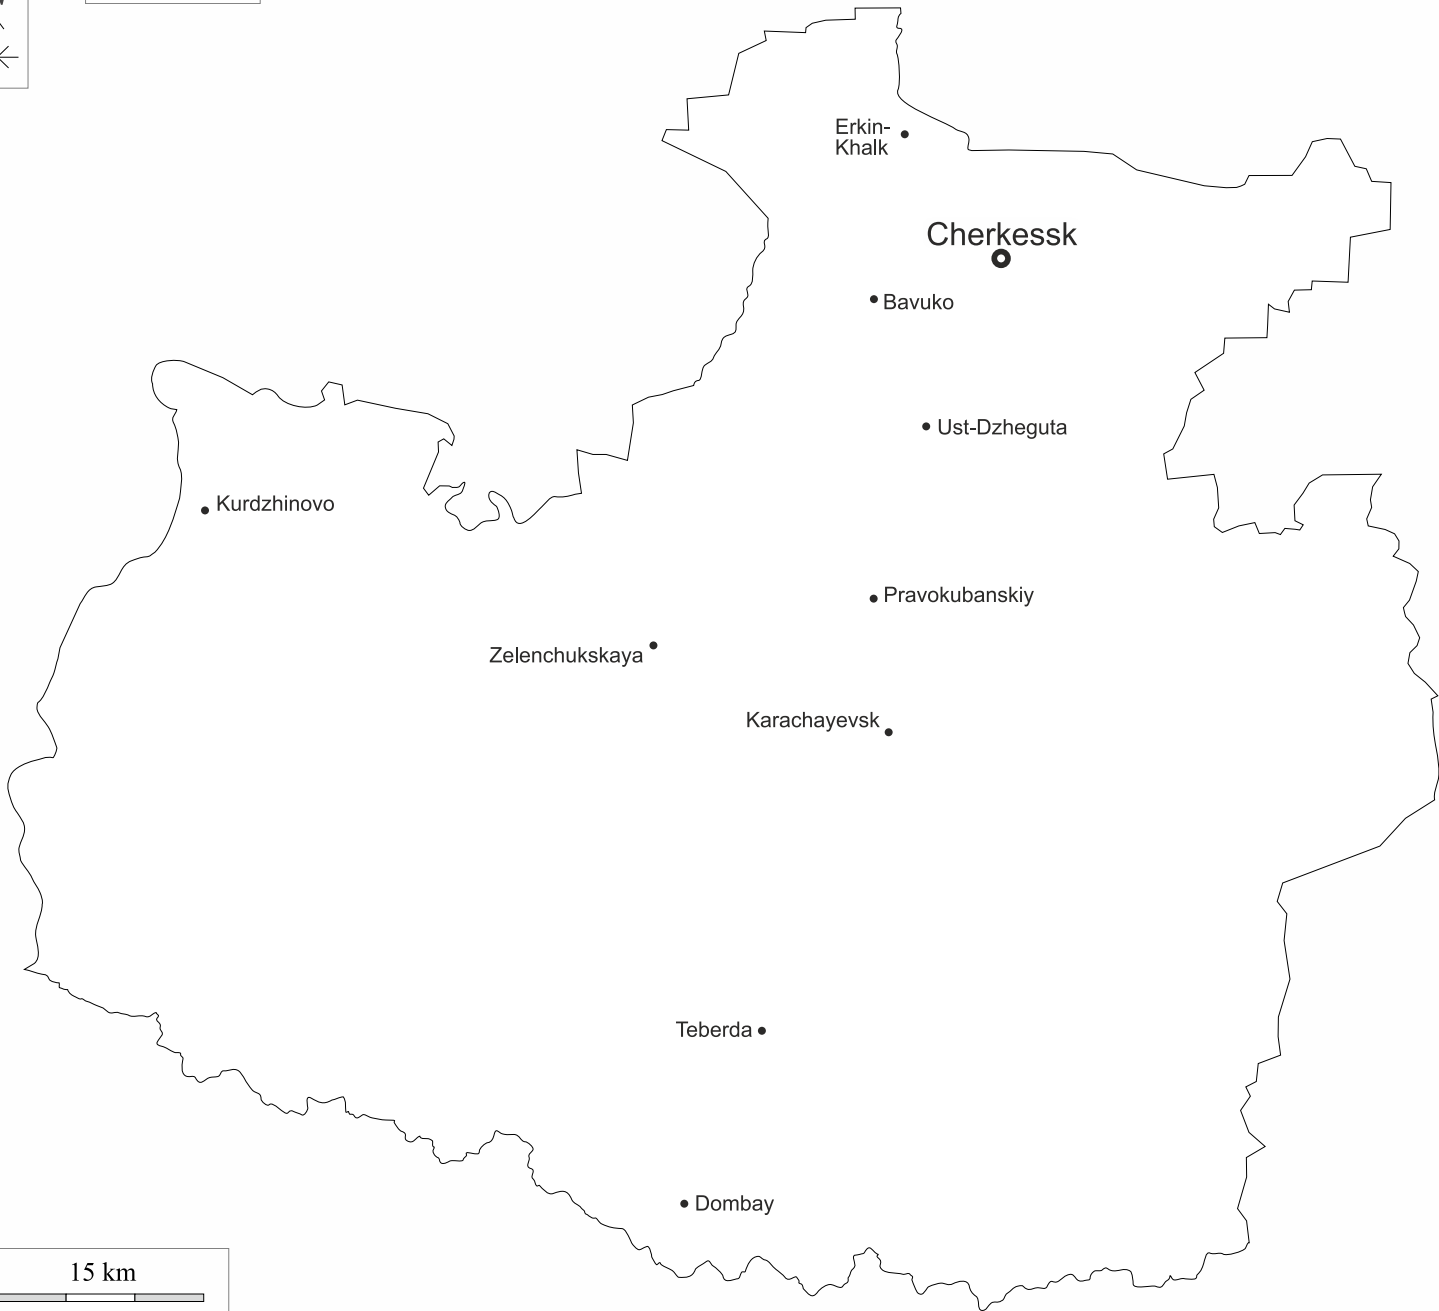 Erkin-
Khalk
Cherkessk
Bavuko
Ust-Dzheguta
Kurdzhinovo
Pravokubanskiy
Zelenchukskaya
Karachayevsk
Teberda
Dombay
15 km